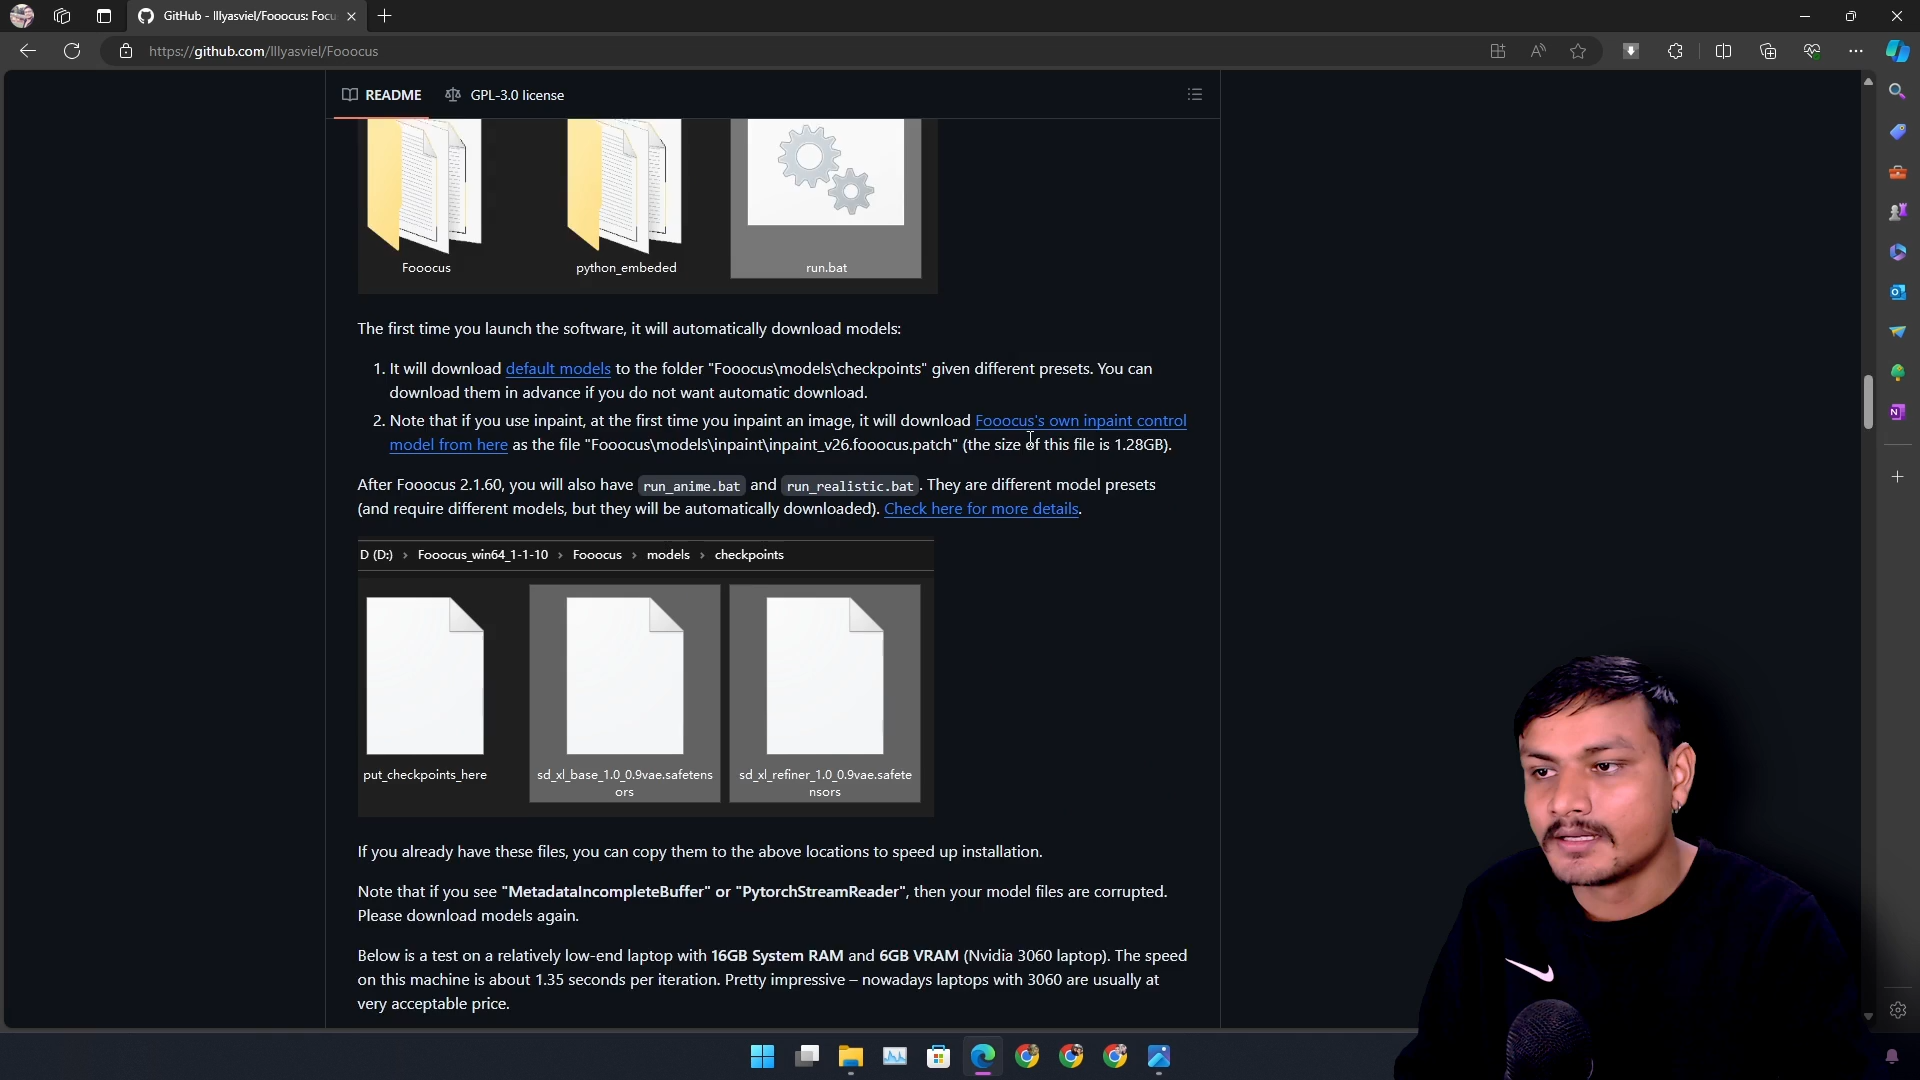 GitHub - lllyasviel/Fooocus: Focu
https://github.com/lllyasviel/Fooocus
README
GPL-3.0 license
Fooocus
python_embeded
run.bat
The first time you launch the software, it will automatically download models:
1. It will download default models to the folder "Fooocus\models\checkpoints" given different presets. You can
download them in advance if you do not want automatic download.
2. Note that if you use inpaint, at the first time you inpaint an image, it will download Fooocus's own inpaint control
model from here as the file "Fooocus\models\inpaint\inpaint_v26.fooocus.patch" (the size of this file is 1.28GB).
After Fooocus 2.1.60, you will also have run_anime.bat and run_realistic.bat. They are different model presets
(and require different models, but they will be automatically downloaded). Check here for more details.
D (D:) > Fooocus_win64_1-1-10 > Fooocus > models > checkpoints
put_checkpoints_here
sd_xl_base_1.0_0.9vae.safetens
ors
sd_xl_refiner_1.0_0.9vae.safete
nsors
If you already have these files, you can copy them to the above locations to speed up installation.
Note that if you see "MetadataIncompleteBuffer" or "PytorchStreamReader", then your model files are corrupted.
Please download models again.
Below is a test on a relatively low-end laptop with 16GB System RAM and 6GB VRAM (Nvidia 3060 laptop). The speed
on this machine is about 1.35 seconds per iteration. Pretty impressive – nowadays laptops with 3060 are usually at
very acceptable price.